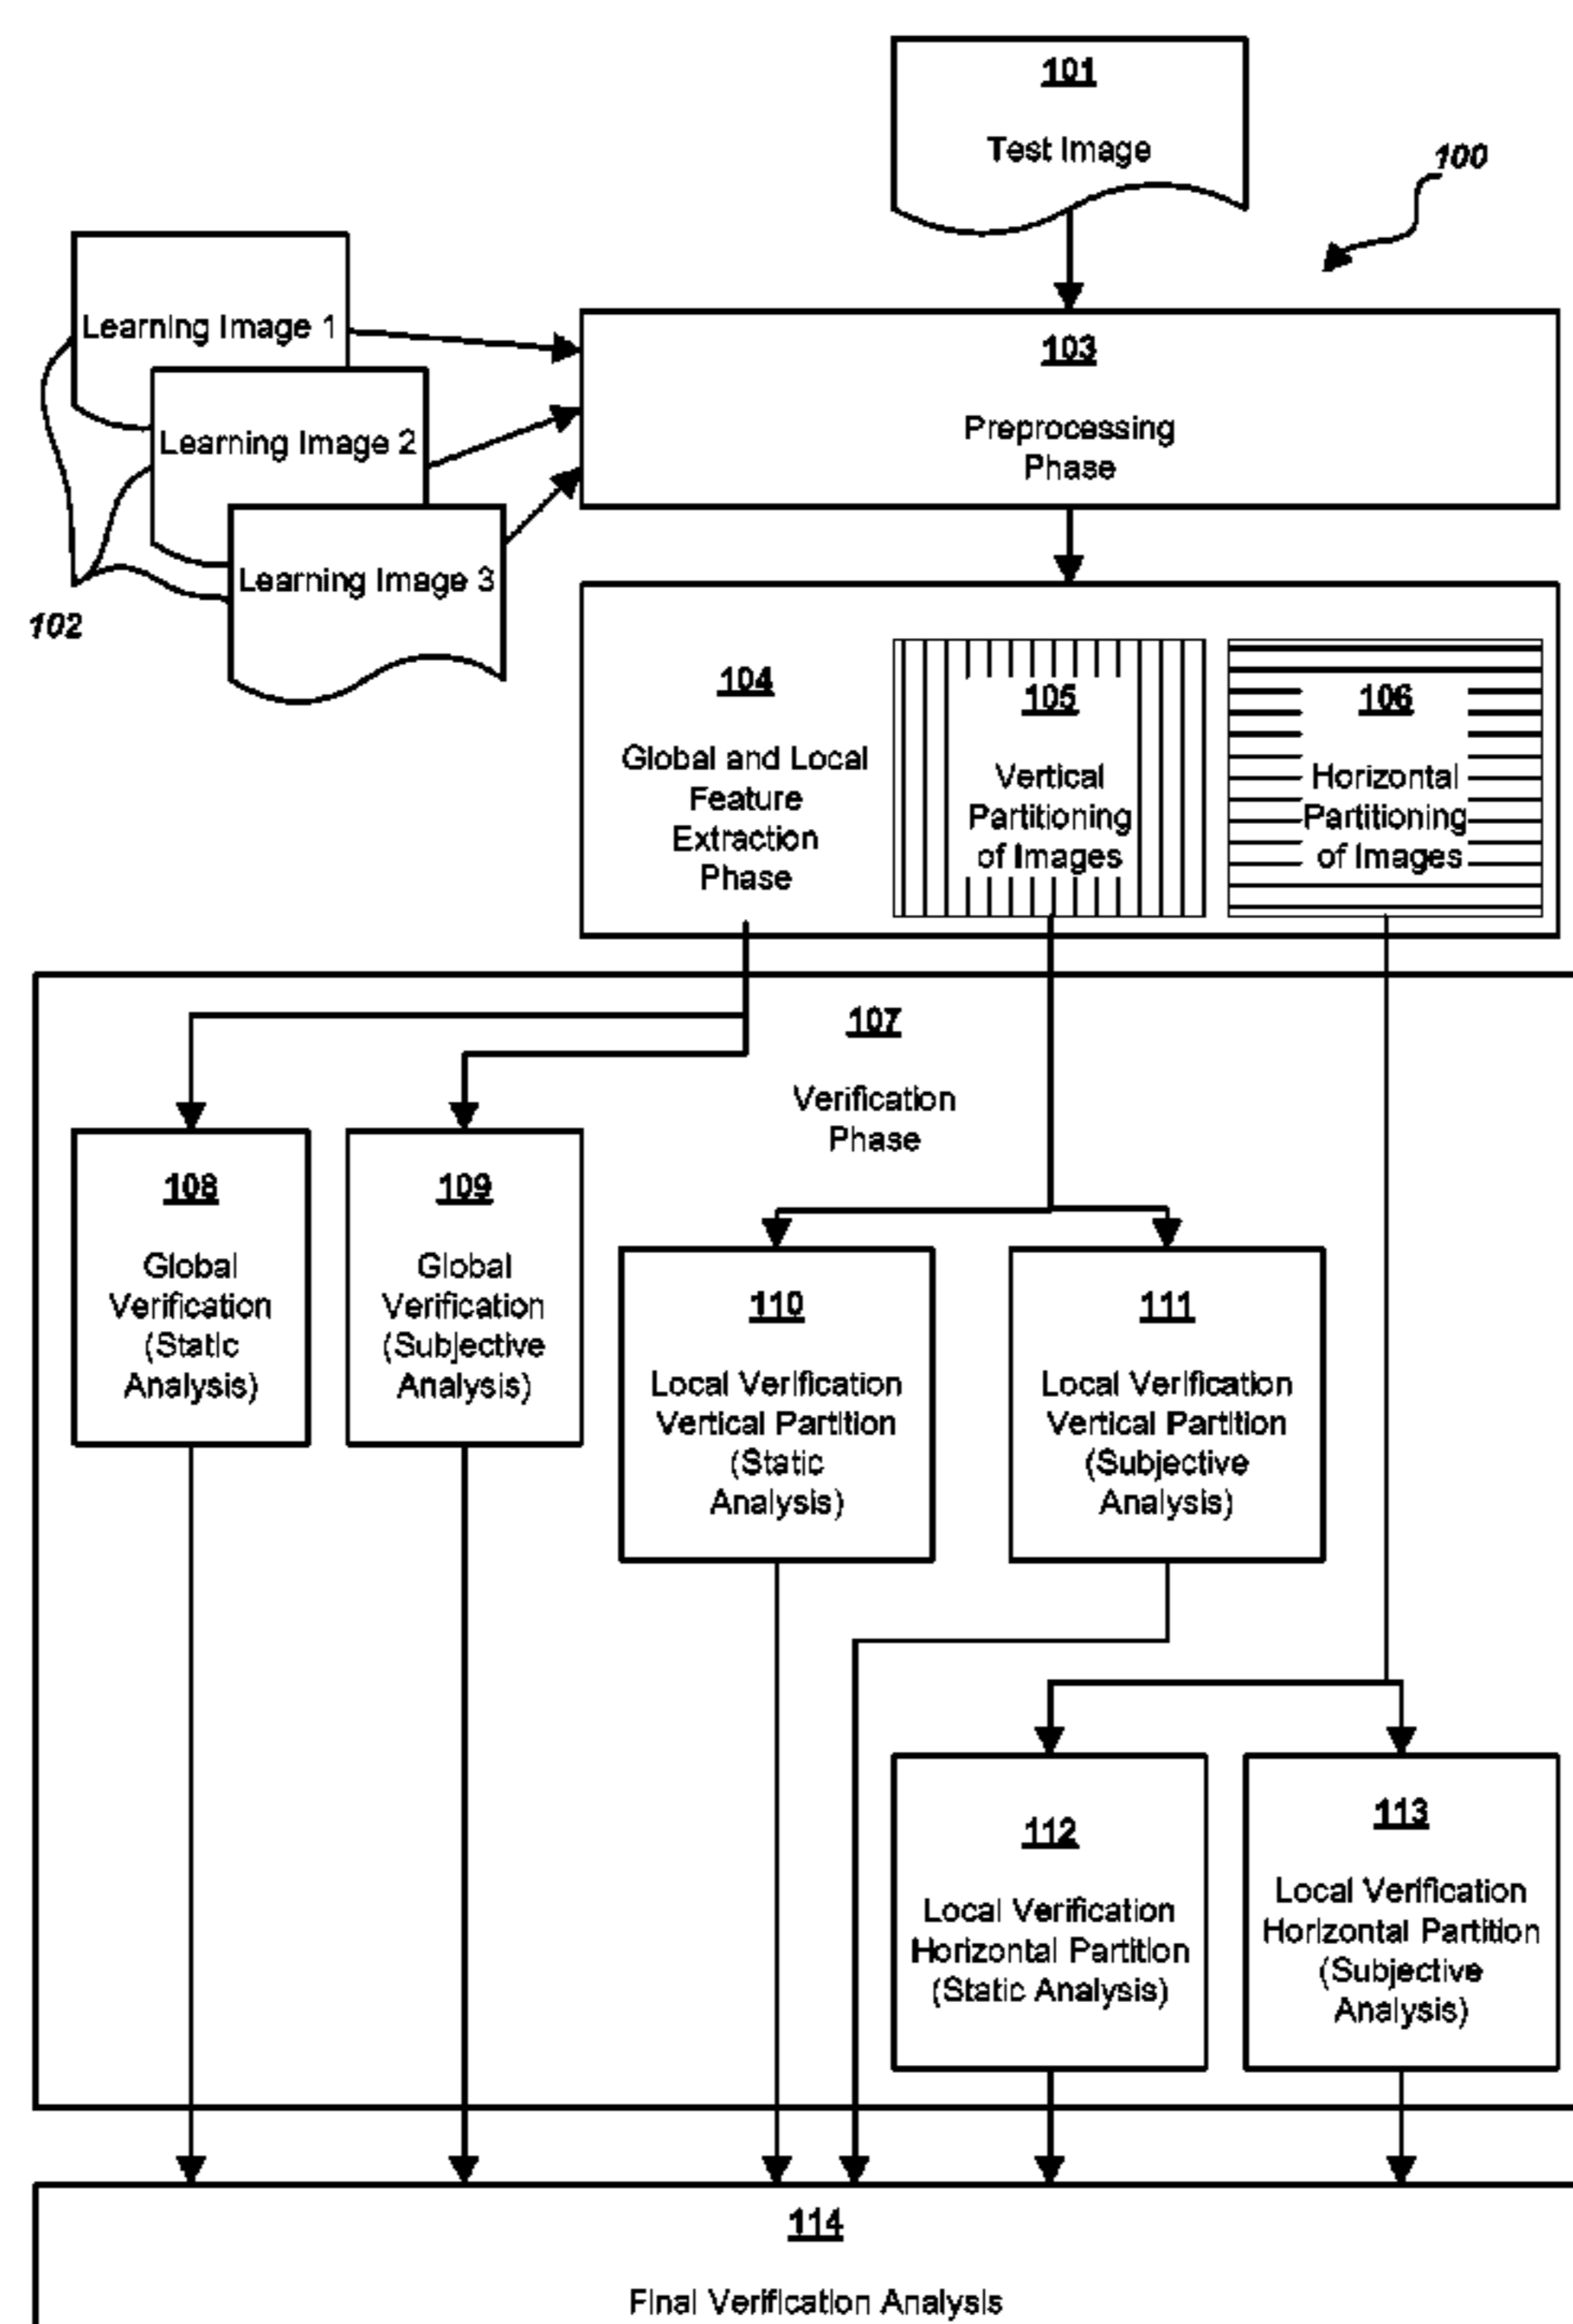 101
Test Image
100
Learning Image 1
Learning Image 2
Learning Image 3
102
103
Preprocessing
Phase
104
Global and Local
Feature
Extraction
Phase
105
Vertical
Partitioning
of Images
106
Horizontal
Partitioning
of Images
107
Verification
Phase
108
Global
Verification
(Static
Analysis)
109
Global
Verification
(Subjective
Analysis)
110
Local Verification
Vertical Partition
(Static
Analysis)
111
Local Verification
Vertical Partition
(Subjective
Analysis)
112
Local Verification
Horizontal Partition
(Static Analysis)
113
Local Verification
Horizontal Partition
(Subjective
Analysis)
114
Final Verification Analysis